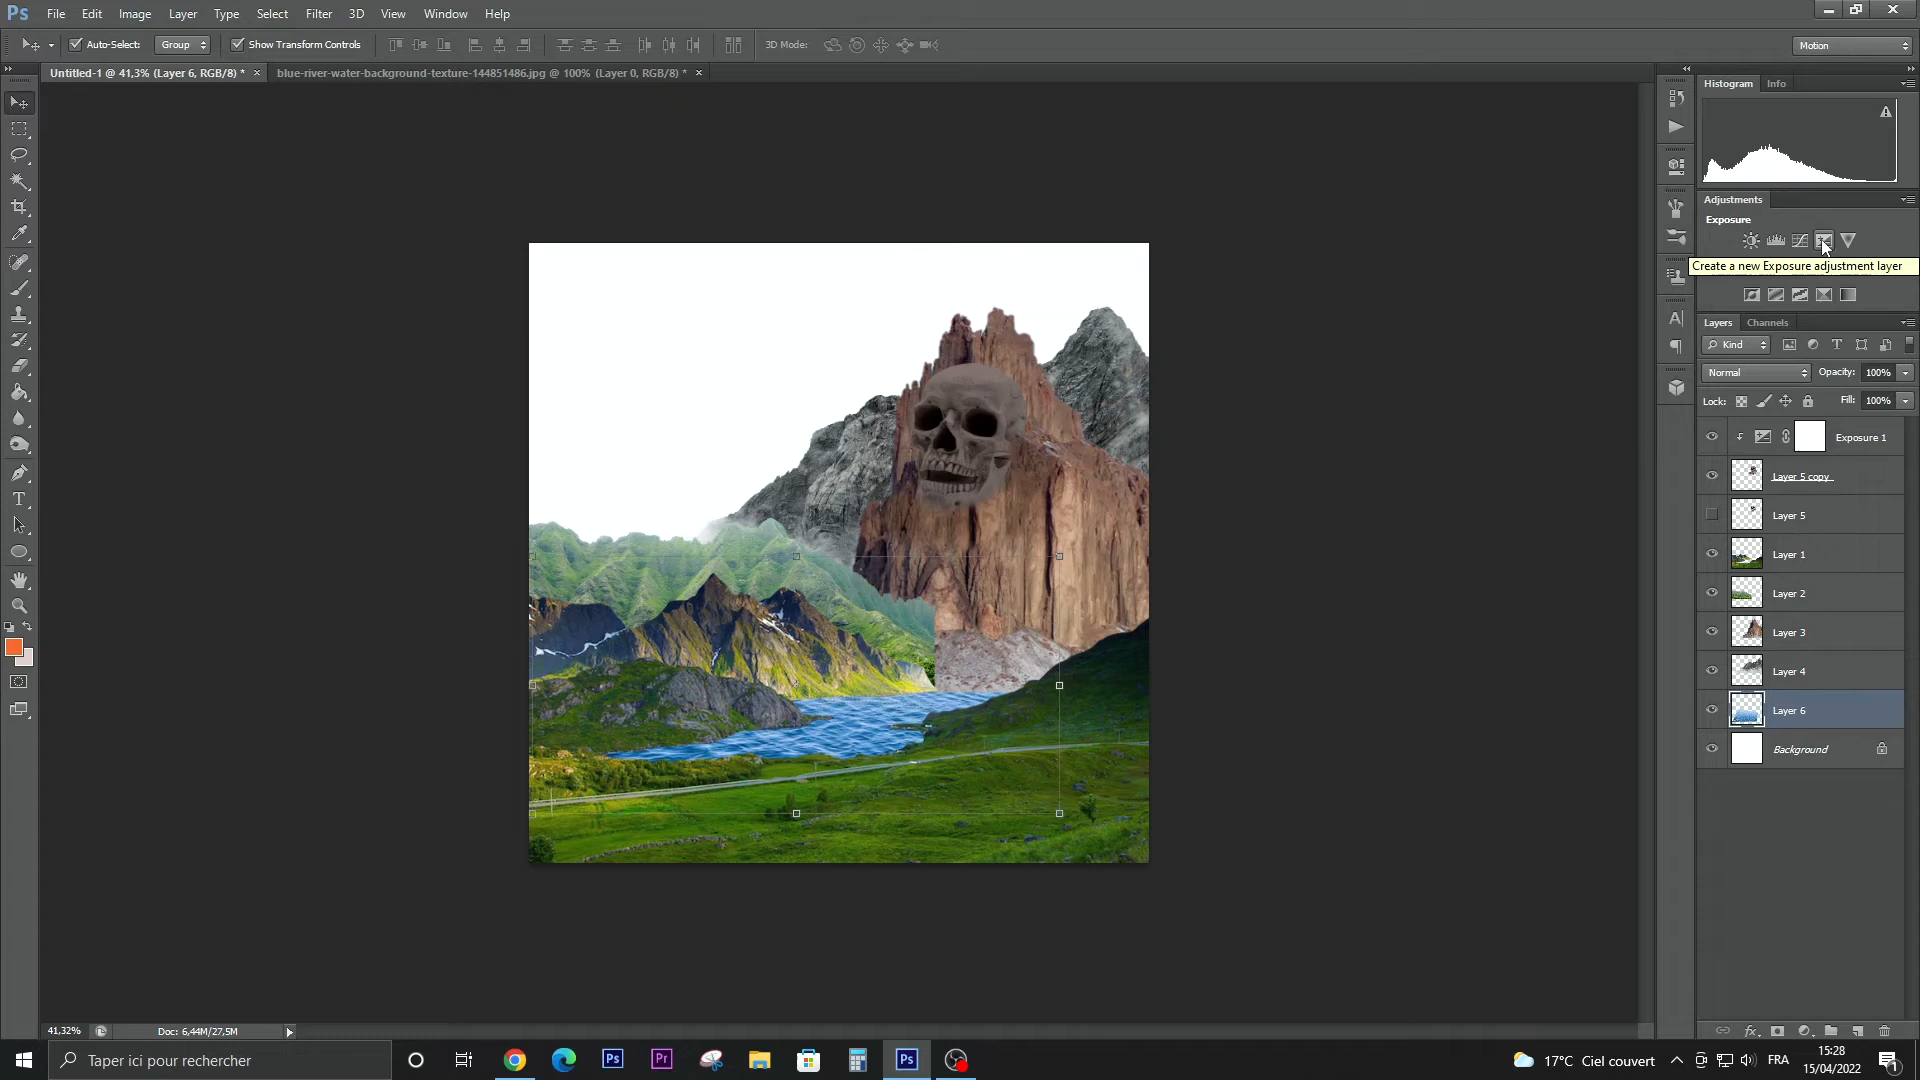 Ps File Edit Image Layer Type Select Filter 3D View Window Help
Auto-Select: Group Show Transform Controls 3D Mode: Motion
Untitled-1 @ 41,3% (Layer 6, RGB/8) * × blue-river-water-background-texture-144851486.jpg @ 100% (Layer 0, RGB/8) * ×
Histogram Info
Adjustments
Exposure
Create a new Exposure adjustment layer
Layers Channels
Kind
Normal Opacity: 100%
Lock: Fill: 100%
Exposure 1
Layer 5 copy
Layer 5
Layer 1
Layer 2
Layer 3
Layer 4
Layer 6
Background
41,32% Doc: 6,44M/27,5M
Taper ici pour rechercher
17°C Ciel couvert FRA 15:28
15/04/2022 1